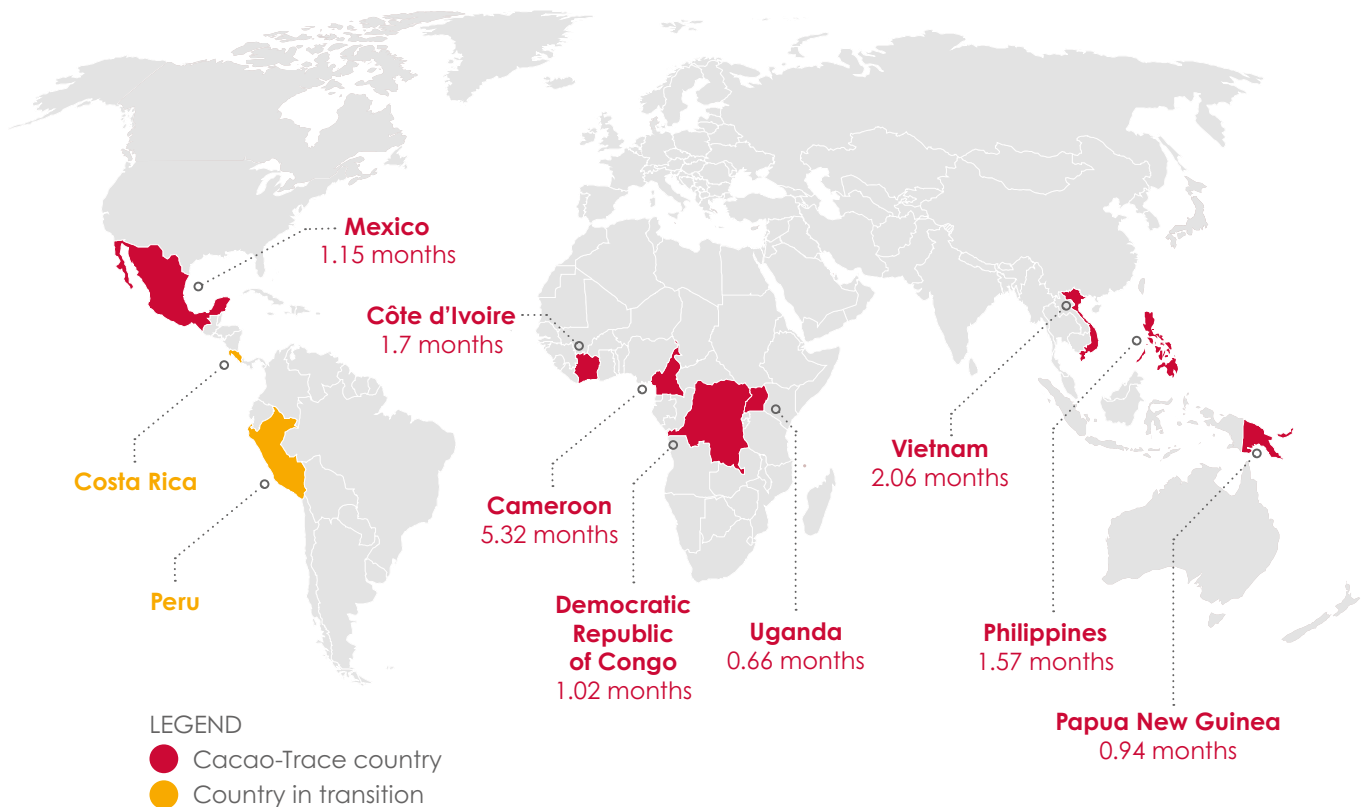 Mexico
1.15 months
Côte d’Ivoire
1.7 months
Costa Rica
Peru
Cameroon
5.32 months
Democratic
Republic
of Congo
1.02 months
Uganda
0.66 months
Vietnam
2.06 months
Philippines
1.57 months
Papua New Guinea
0.94 months
LEGEND
Cacao-Trace country
Country in transition